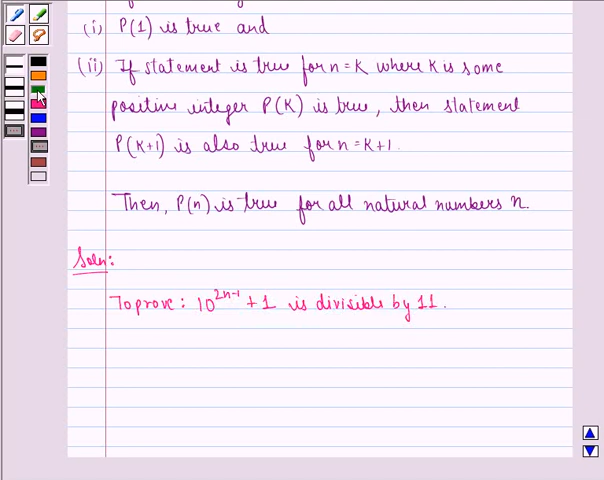 (i) P(1) is true and
(ii) If statement is true for n = K where K is some
positive integer P(K) is true, then statement
P(K+1) is also true for n = K+1.
Then, P(n) is true for all natural numbers n.
Soln:
To prove: 10^{2n-1} + 1 is divisible by 11.